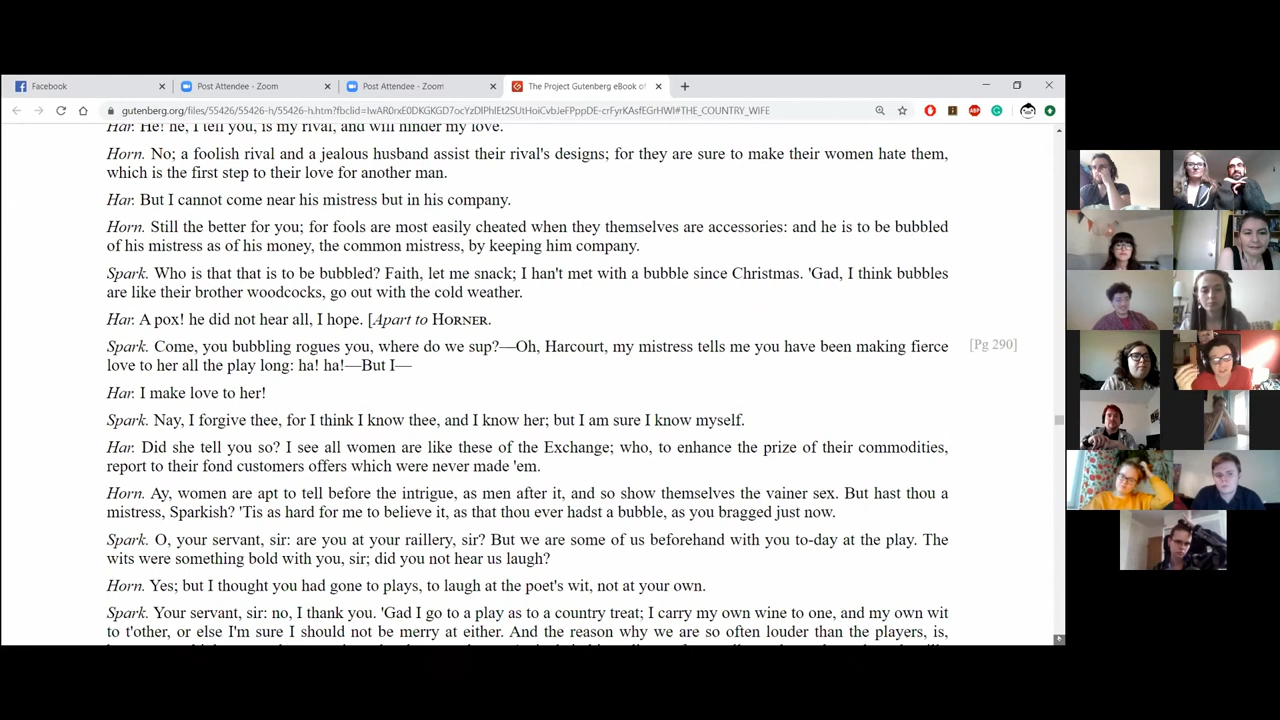 Facebook
Post Attendee - Zoom
Post Attendee - Zoom
The Project Gutenberg eBook of
gutenberg.org/files/55426/55426-h/55426-h.htm?fbclid=IwAR0rxE0DKGKGD7ocYzDlPhlEt2SUtHoiCvbJeFPppDE-crFyrKAsfEGrHWI#THE_COUNTRY_WIFE
Har. He! he, I tell you, is my rival, and will hinder my love.
Horn. No; a foolish rival and a jealous husband assist their rival's designs; for they are sure to make their women hate them,
which is the first step to their love for another man.
Har. But I cannot come near his mistress but in his company.
Horn. Still the better for you; for fools are most easily cheated when they themselves are accessories: and he is to be bubbled
of his mistress as of his money, the common mistress, by keeping him company.
Spark. Who is that that is to be bubbled? Faith, let me snack; I han't met with a bubble since Christmas. 'Gad, I think bubbles
are like their brother woodcocks, go out with the cold weather.
Har. A pox! he did not hear all, I hope. [Apart to HORNER.
Spark. Come, you bubbling rogues you, where do we sup?—Oh, Harcourt, my mistress tells me you have been making fierce
love to her all the play long: ha! ha!—But I—
[Pg 290]
Har. I make love to her!
Spark. Nay, I forgive thee, for I think I know thee, and I know her; but I am sure I know myself.
Har. Did she tell you so? I see all women are like these of the Exchange; who, to enhance the prize of their commodities,
report to their fond customers offers which were never made 'em.
Horn. Ay, women are apt to tell before the intrigue, as men after it, and so show themselves the vainer sex. But hast thou a
mistress, Sparkish? 'Tis as hard for me to believe it, as that thou ever hadst a bubble, as you bragged just now.
Spark. O, your servant, sir: are you at your raillery, sir? But we are some of us beforehand with you to-day at the play. The
wits were something bold with you, sir; did you not hear us laugh?
Horn. Yes; but I thought you had gone to plays, to laugh at the poet's wit, not at your own.
Spark. Your servant, sir: no, I thank you. 'Gad I go to a play as to a country treat; I carry my own wine to one, and my own wit
to t'other, or else I'm sure I should not be merry at either. And the reason why we are so often louder than the players, is,